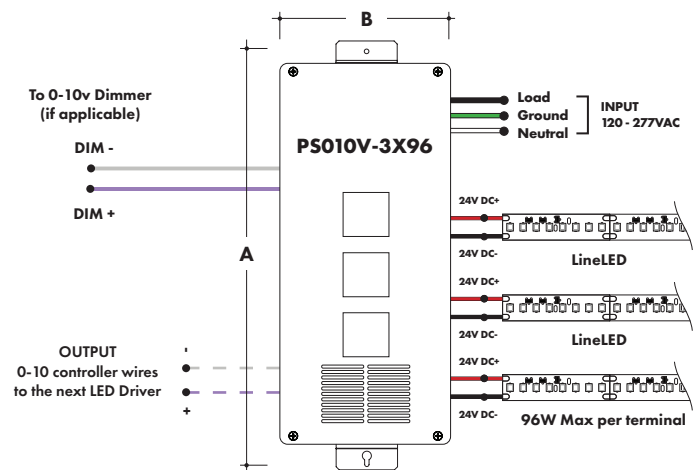 B
To 0-10v Dimmer
(if applicable)
DIM -
DIM +
A
PS010V-3X96
Load
Ground
Neutral
INPUT
120 - 277VAC
24V DC+
24V DC-
LineLED
24V DC+
24V DC-
LineLED
24V DC+
24V DC-
96W Max per terminal
OUTPUT
0-10 controller wires
to the next LED Driver
-
+